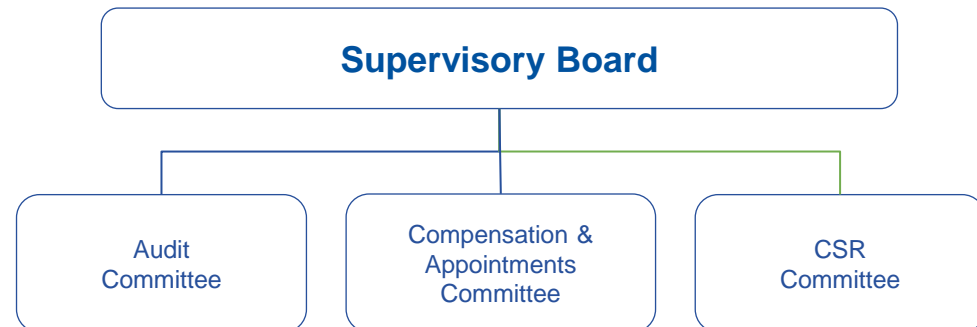 Supervisory Board
Audit
Committee
Compensation &
Appointments
Committee
CSR
Committee